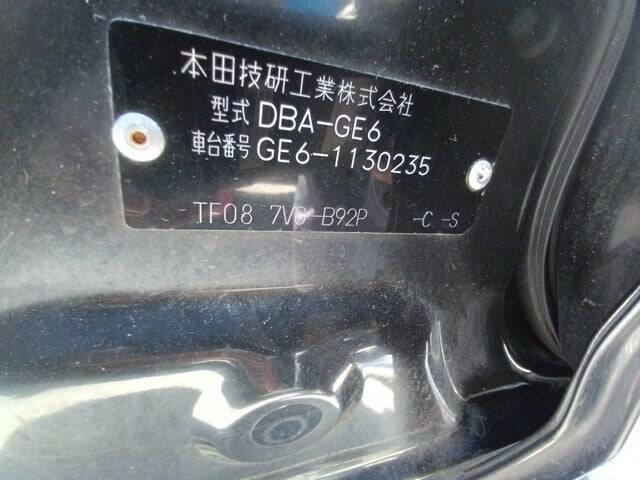 本田技研工業株式会社
型式 DBA-GE6
車台番号 GE6-1130235
TF08 7V0-B92P -C -S